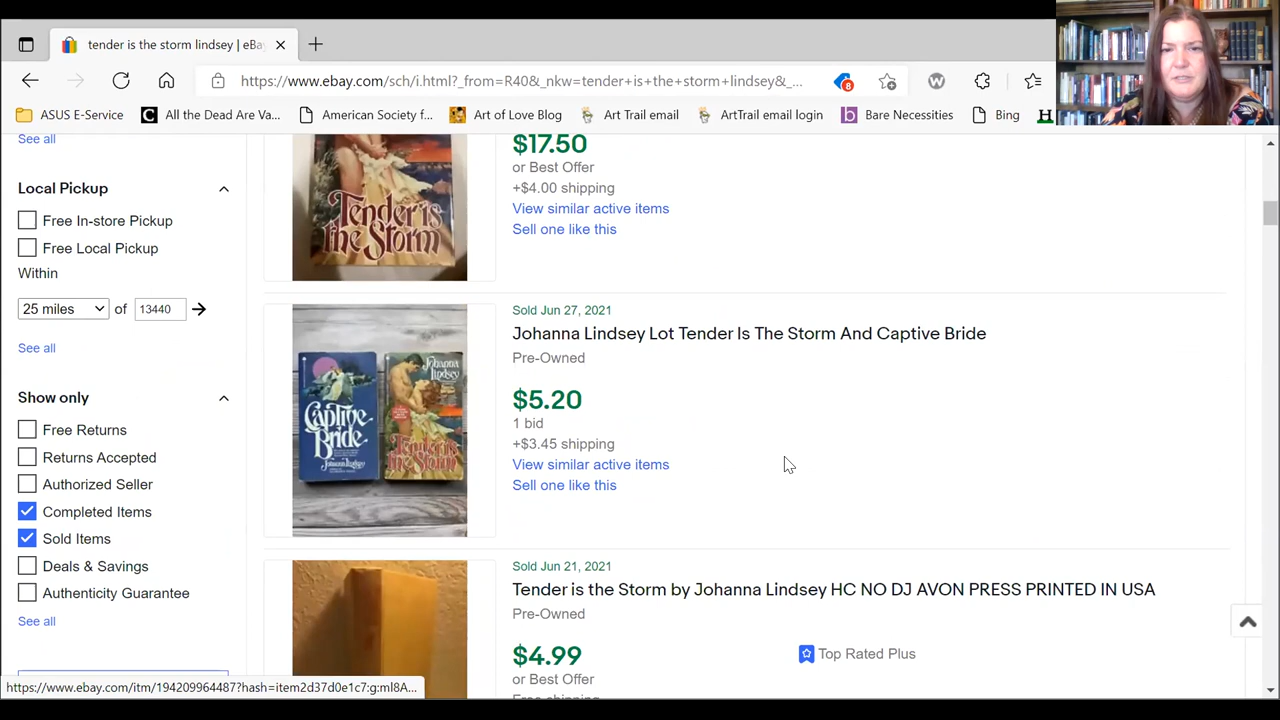 tender is the storm lindsey | eBa
https://www.ebay.com/sch/i.html?_from=R40&_nkw=tender+is+the+storm+lindsey&_...
8
W
ASUS E-Service
All the Dead Are Va...
American Society f...
Art of Love Blog
Art Trail email
ArtTrail email login
Bare Necessities
Bing
H
See all
Local Pickup
Free In-store Pickup
Free Local Pickup
Within
25 miles
of
13440
See all
Show only
Free Returns
Returns Accepted
Authorized Seller
Completed Items
Sold Items
Deals & Savings
Authenticity Guarantee
See all
Tender is
the Storm
$17.50
or Best Offer
+$4.00 shipping
View similar active items
Sell one like this
Captive
Bride
Johanna Lindsey
Johanna
Lindsey
Tender is
the Storm
Sold Jun 27, 2021
Johanna Lindsey Lot Tender Is The Storm And Captive Bride
Pre-Owned
$5.20
1 bid
+$3.45 shipping
View similar active items
Sell one like this
Sold Jun 21, 2021
Tender is the Storm by Johanna Lindsey HC NO DJ AVON PRESS PRINTED IN USA
Pre-Owned
$4.99
Top Rated Plus
or Best Offer
Free shipping
https://www.ebay.com/itm/194209964487?hash=item2d37d0e1c7:g:ml8A...